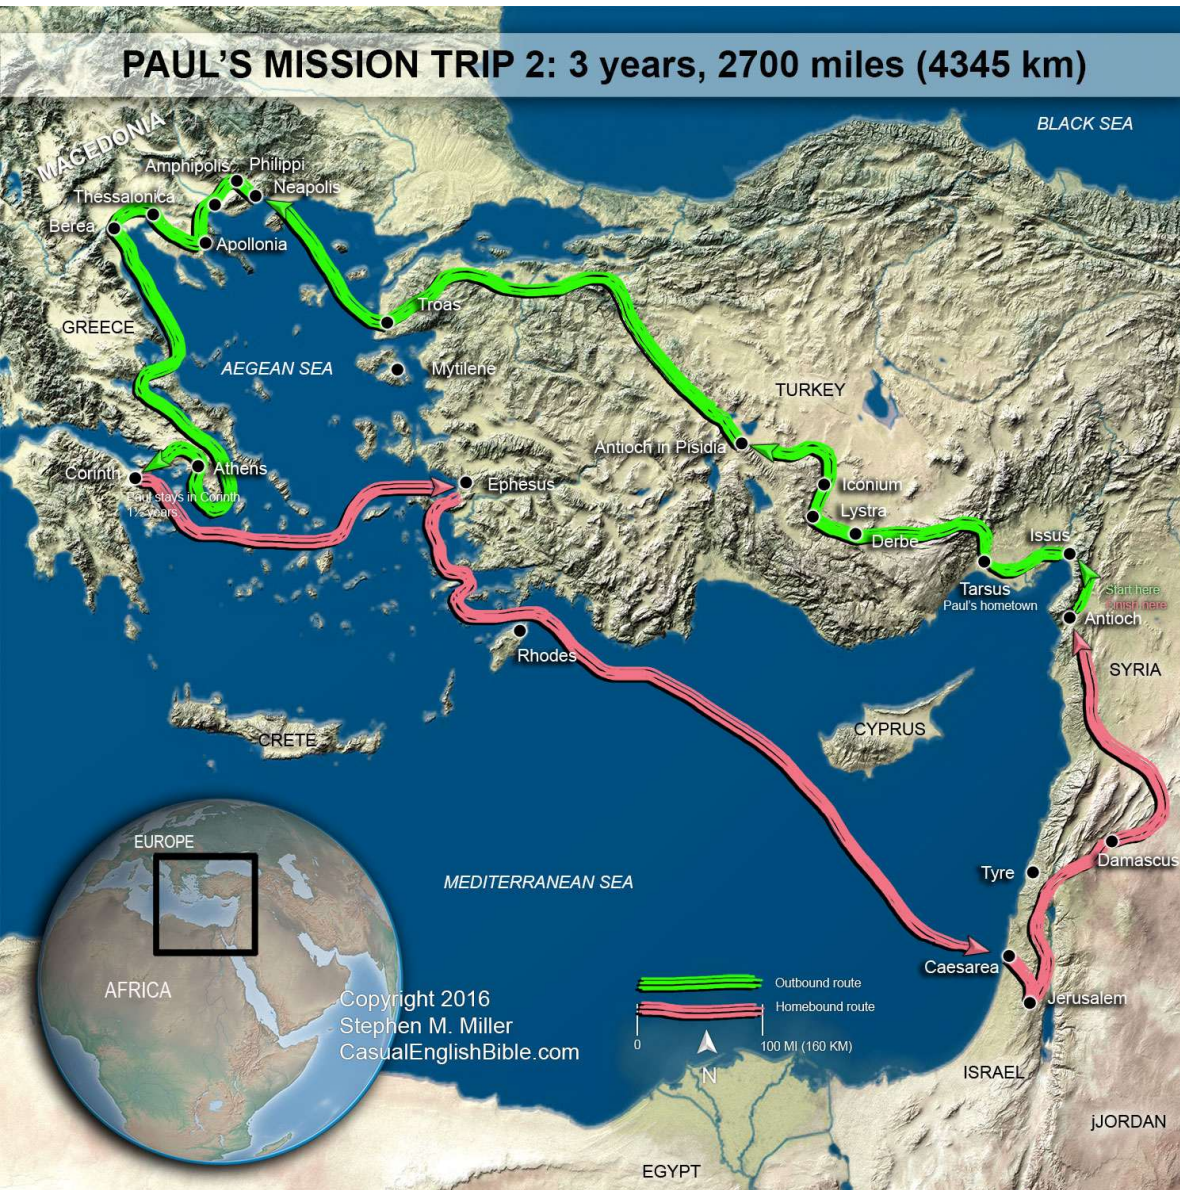 PAUL'S MISSION TRIP 2: 3 years, 2700 miles (4345 km)
BLACK SEA
MACEDONIA
Amphipolis
Philippi
Neapolis
Thessalonica
Berea
Apollonia
Troas
GREECE
AEGEAN SEA
Mytilene
TURKEY
Antioch in Pisidia
Corinth
Athens
Paul stays in Corinth
1½ years
Ephesus
Iconium
Lystra
Derbe
Issus
Tarsus
Paul's hometown
Start here
Finish here
Antioch
Rhodes
SYRIA
CRETE
CYPRUS
EUROPE
MEDITERRANEAN SEA
Tyre
Damascus
AFRICA
Caesarea
Jerusalem
Outbound route
Homebound route
0
100 MI (160 KM)
N
Copyright 2016
Stephen M. Miller
CasualEnglishBible.com
ISRAEL
jJORDAN
EGYPT